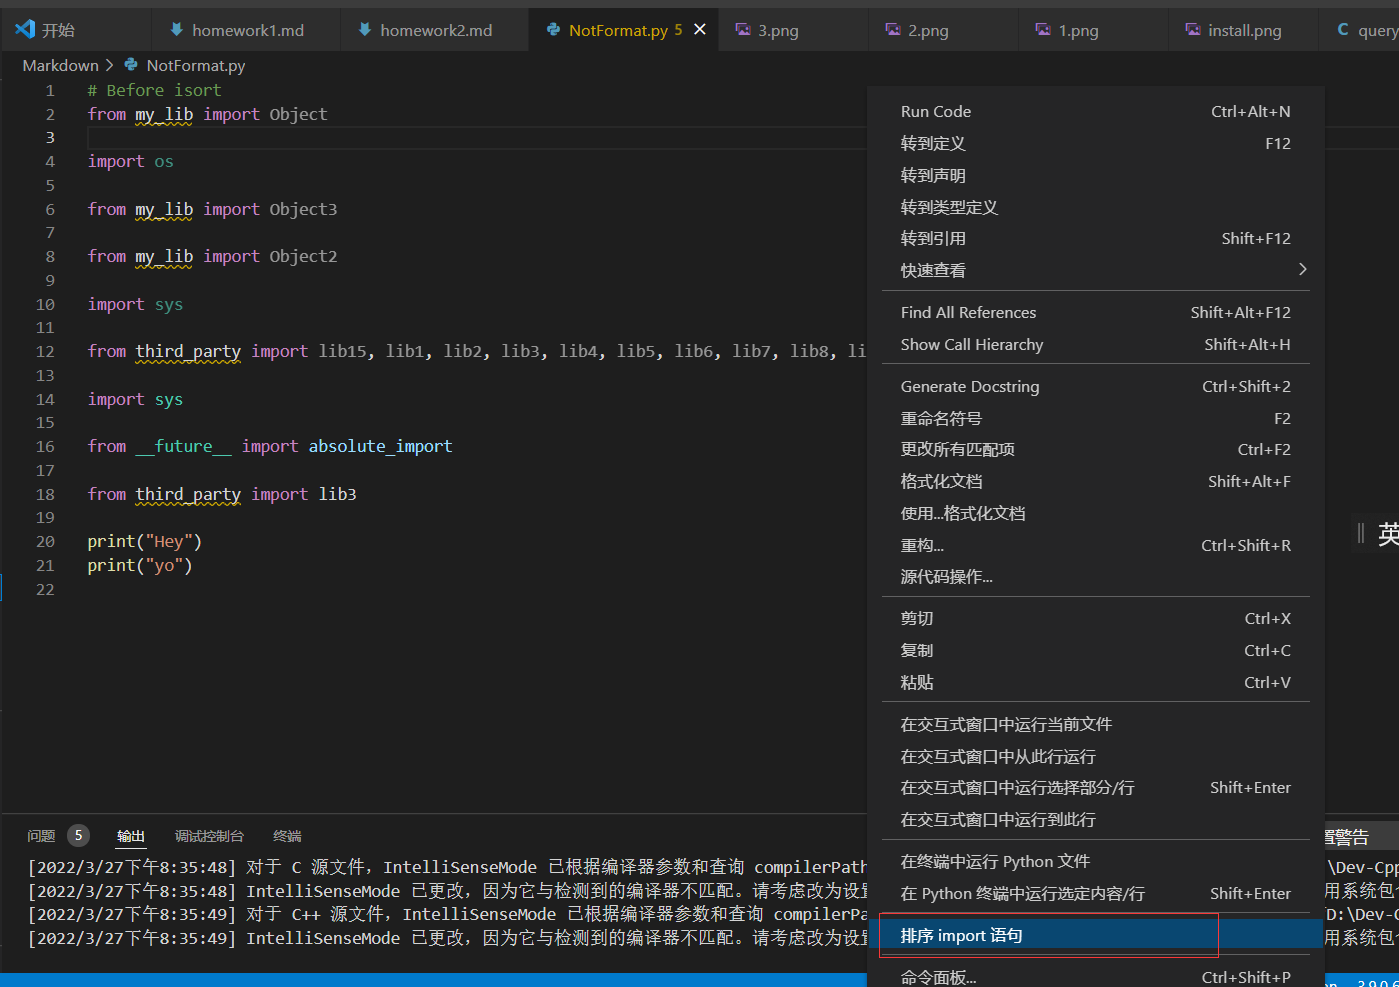 开始 homework1.md homework2.md NotFormat.py 5 3.png 2.png 1.png install.png C query
Markdown > NotFormat.py
1 # Before isort
2 from my_lib import Object
3
4 import os
5
6 from my_lib import Object3
7
8 from my_lib import Object2
9
10 import sys
11
12 from third_party import lib15, lib1, lib2, lib3, lib4, lib5, lib6, lib7, lib8, li
13
14 import sys
15
16 from __future__ import absolute_import
17
18 from third_party import lib3
19
20 print("Hey")
21 print("yo")
22
Run Code Ctrl+Alt+N
转到定义 F12
转到声明
转到类型定义
转到引用 Shift+F12
快速查看
Find All References Shift+Alt+F12
Show Call Hierarchy Shift+Alt+H
Generate Docstring Ctrl+Shift+2
重命名符号 F2
更改所有匹配项 Ctrl+F2
格式化文档 Shift+Alt+F
使用...格式化文档
重构... Ctrl+Shift+R
源代码操作...
剪切 Ctrl+X
复制 Ctrl+C
粘贴 Ctrl+V
在交互式窗口中运行当前文件
在交互式窗口中从此行运行
在交互式窗口中运行选择部分/行 Shift+Enter
在交互式窗口中运行到此行
在终端中运行 Python 文件
在 Python 终端中运行选定内容/行 Shift+Enter
排序 import 语句
命令面板... Ctrl+Shift+P
英
问题 5 输出 调试控制台 终端 置警告
[2022/3/27下午8:35:48] 对于 C 源文件，IntelliSenseMode 已根据编译器参数和查询 compilerPath \Dev-Cpp
[2022/3/27下午8:35:48] IntelliSenseMode 已更改，因为它与检测到的编译器不匹配。请考虑改为设置 用系统包
[2022/3/27下午8:35:49] 对于 C++ 源文件，IntelliSenseMode 已根据编译器参数和查询 compilerPa D:\Dev-C
[2022/3/27下午8:35:49] IntelliSenseMode 已更改，因为它与检测到的编译器不匹配。请考虑改为设置 用系统包